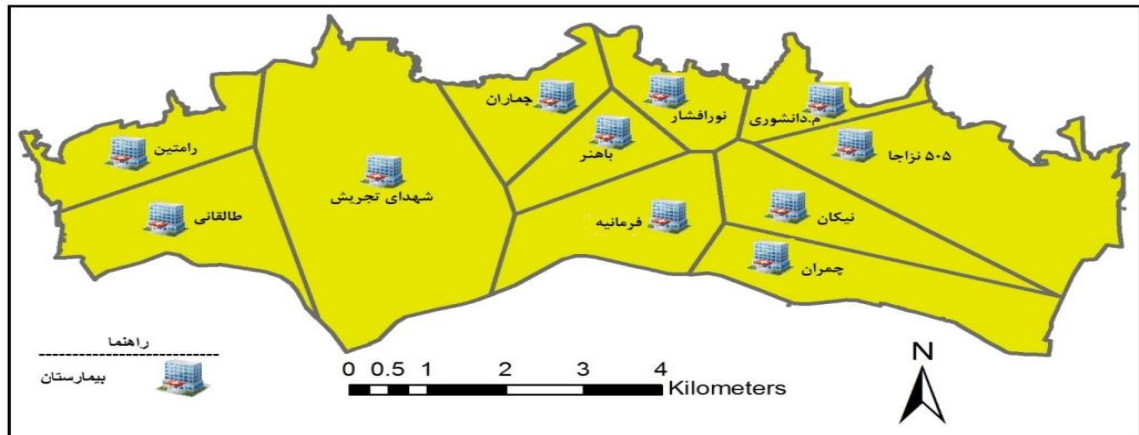 جماران
نورافشار
م.دانشوری
رامتین
باهنر
۵۰۵ نزاجا
شهدای تجریش
طالقانی
فرمانیه
نیکان
چمران
راهنما
بیمارستان
N
0 0.5 1 2 3 4
Kilometers